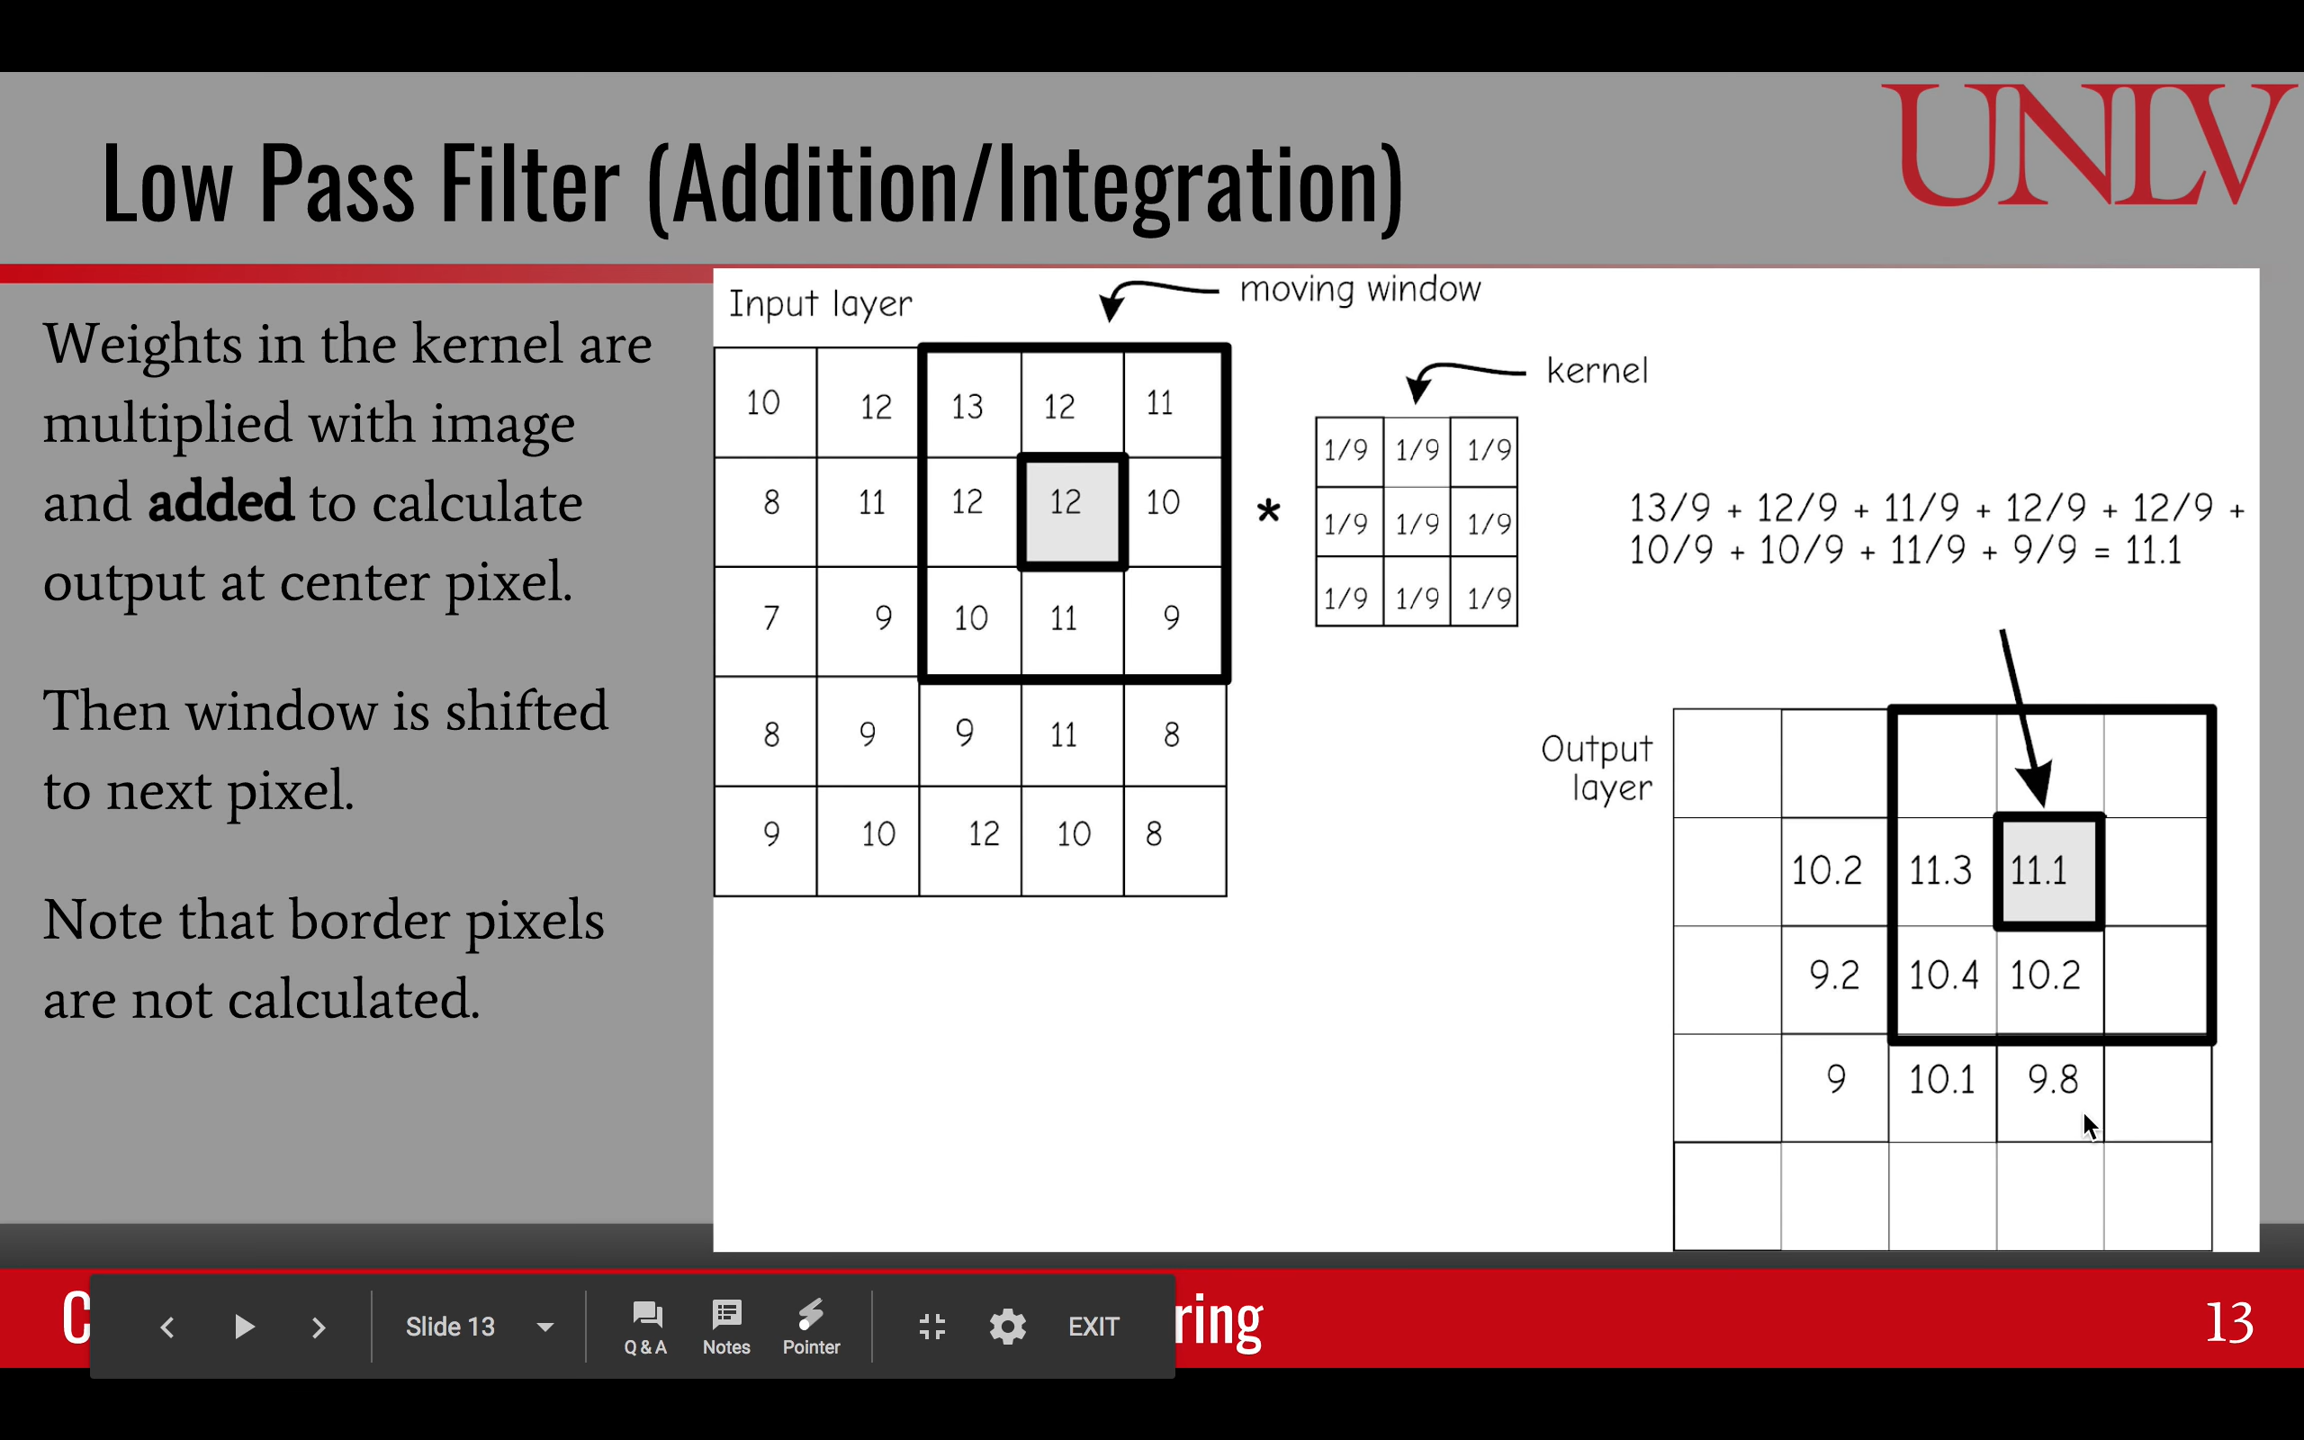 UNLV
Low Pass Filter (Addition/Integration)
Weights in the kernel are
multiplied with image
and added to calculate
output at center pixel.
Then window is shifted
to next pixel.
Note that border pixels
are not calculated.
Input layer
moving window
10 12 13 12 11
8 11 12 12 10
7 9 10 11 9
8 9 9 11 8
9 10 12 10 8
*
kernel
1/9 1/9 1/9
1/9 1/9 1/9
1/9 1/9 1/9
13/9 + 12/9 + 11/9 + 12/9 + 12/9 +
10/9 + 10/9 + 11/9 + 9/9 = 11.1
Output
layer
10.2 11.3 11.1
9.2 10.4 10.2
9 10.1 9.8
C
ring
13
Slide 13
Q & A
Notes
Pointer
EXIT